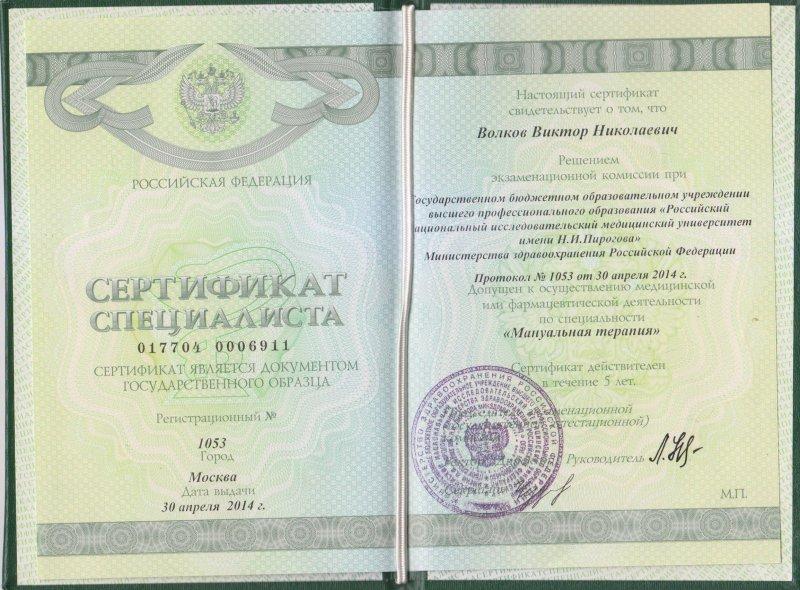 РОССИЙСКАЯ ФЕДЕРАЦИЯ
СЕРТИФИКАТ
СПЕЦИАЛИСТА
017704 0006911
СЕРТИФИКАТ ЯВЛЯЕТСЯ ДОКУМЕНТОМ
ГОСУДАРСТВЕННОГО ОБРАЗЦА
Регистрационный №
1053
Город
Москва
Дата выдачи
30 апреля 2014 г.
Настоящий сертификат
свидетельствует о том, что
Волков Виктор Николаевич
Решением
экзаменационной комиссии при
Государственном бюджетном образовательном учреждении
высшего профессионального образования «Российский
ациональный исследовательский медицинский университет
имени Н.И.Пирогова»
Министерства здравоохранения Российской Федерации
Протокол № 1053 от 30 апреля 2014 г.
Допущен к осуществлению медицинской
или фармацевтической деятельности
по специальности
«Мануальная терапия»
Сертификат действителен
в течение 5 лет.
Руководитель
М.П.